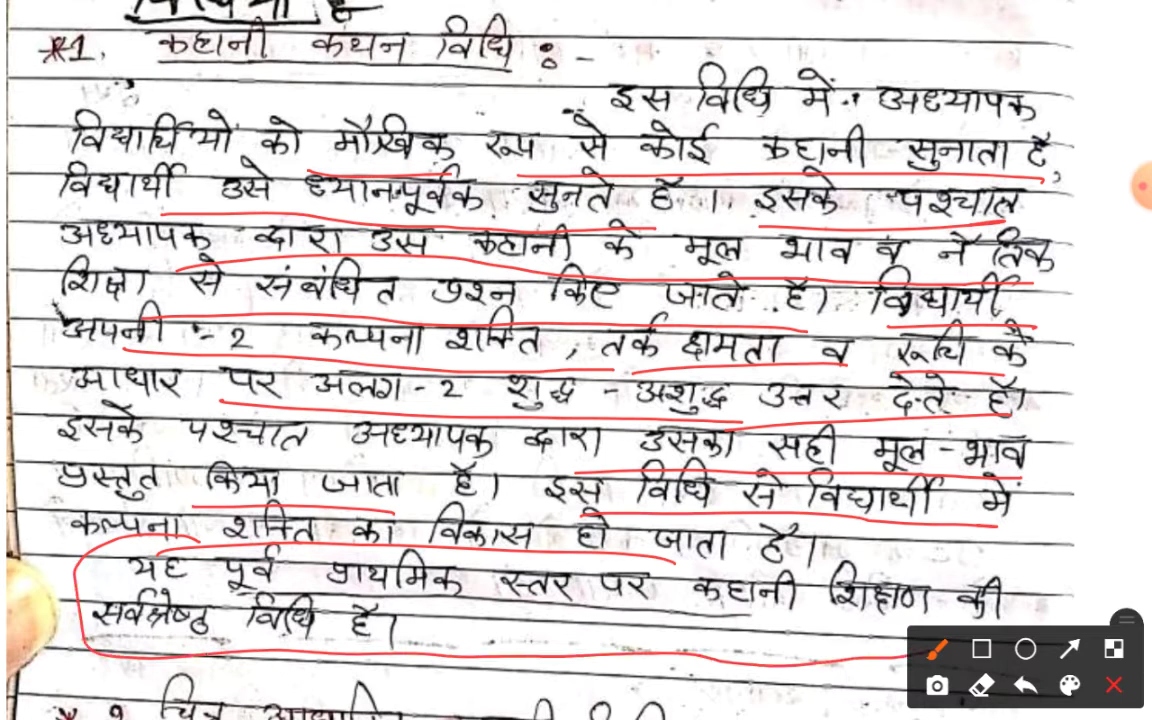 *1. कहानी कथन विधि :-
इस विधि में अध्यापक
विद्यार्थियों को मौखिक रूप से कोई कहानी सुनाता है,
विद्यार्थी उसे ध्यानपूर्वक सुनते हैं। इसके पश्चात
अध्यापक द्वारा उस कहानी के मूल भाव व नैतिक
शिक्षा से संबंधित प्रश्न किए जाते है। विद्यार्थी
अपनी - 2 कल्पना शक्ति, तर्क क्षमता व रूचि के
आधार पर अलग - 2 शुद्ध - अशुद्ध उत्तर देते है।
इसके पश्चात अध्यापक द्वारा उसका सही मूल - भाव
प्रस्तुत किया जाता है। इस विधि से विद्यार्थी में
कल्पना शक्ति का विकास हो जाता है।
यह पूर्व प्राथमिक स्तर पर कहानी शिक्षण की
सर्वश्रेष्ठ विधि है।